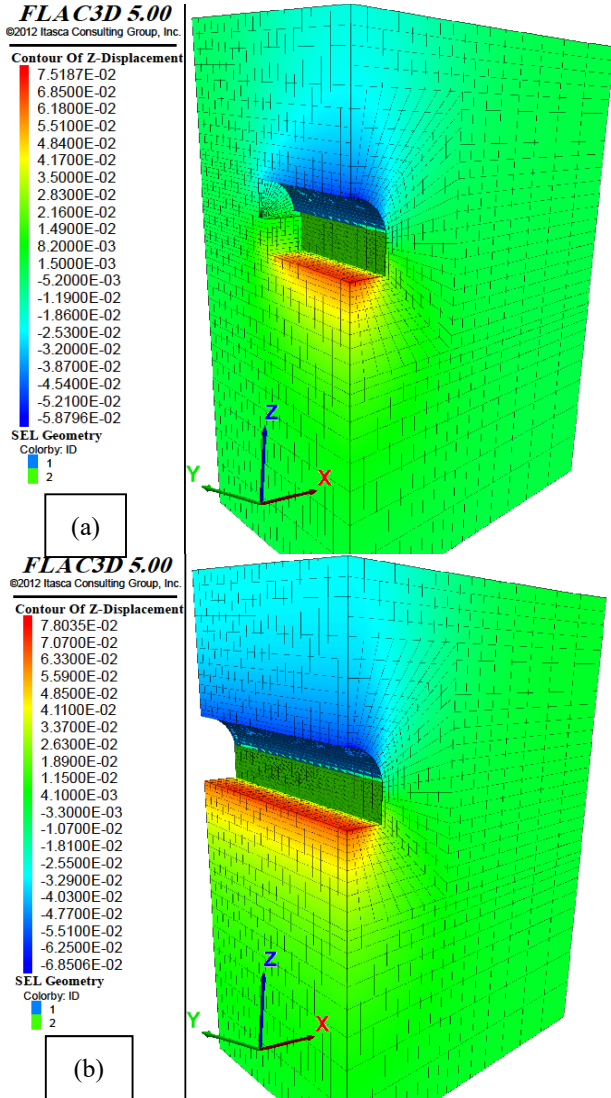 FLAC3D 5.00
©2012 Itasca Consulting Group, Inc.
Contour Of Z-Displacement
7.5187E-02
6.8500E-02
6.1800E-02
5.5100E-02
4.8400E-02
4.1700E-02
3.5000E-02
2.8300E-02
2.1600E-02
1.4900E-02
8.2000E-03
1.5000E-03
-5.2000E-03
-1.1900E-02
-1.8600E-02
-2.5300E-02
-3.2000E-02
-3.8700E-02
-4.5400E-02
-5.2100E-02
-5.8796E-02
SEL Geometry
Colorby: ID
1
2
(a)
Z
Y
X
FLAC3D 5.00
©2012 Itasca Consulting Group, Inc.
Contour Of Z-Displacement
7.8035E-02
7.0700E-02
6.3300E-02
5.5900E-02
4.8500E-02
4.1100E-02
3.3700E-02
2.6300E-02
1.8900E-02
1.1500E-02
4.1000E-03
-3.3000E-03
-1.0700E-02
-1.8100E-02
-2.5500E-02
-3.2900E-02
-4.0300E-02
-4.7700E-02
-5.5100E-02
-6.2500E-02
-6.8506E-02
SEL Geometry
Colorby: ID
1
2
(b)
Z
Y
X